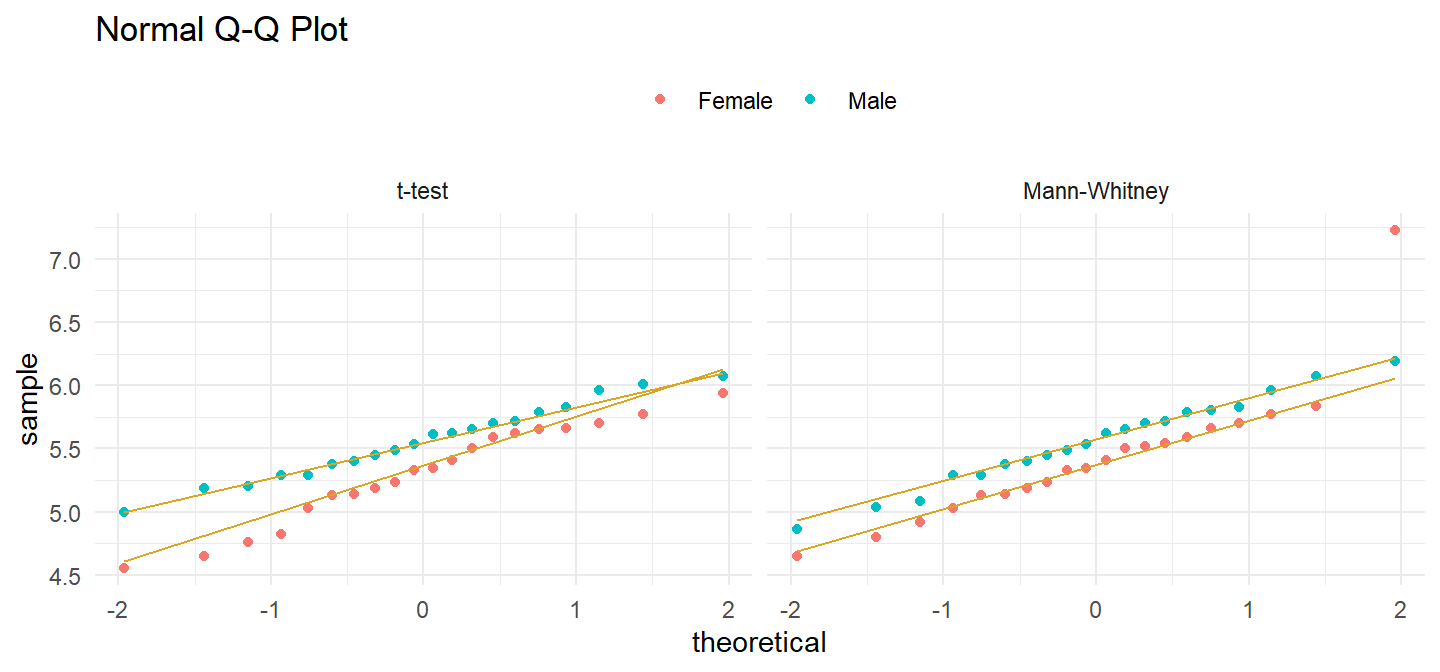 Normal Q-Q Plot
Female Male
t-test Mann-Whitney
sample
7.0
6.5
6.0
5.5
5.0
4.5
-2 -1 0 1 2 -2 -1 0 1 2
theoretical